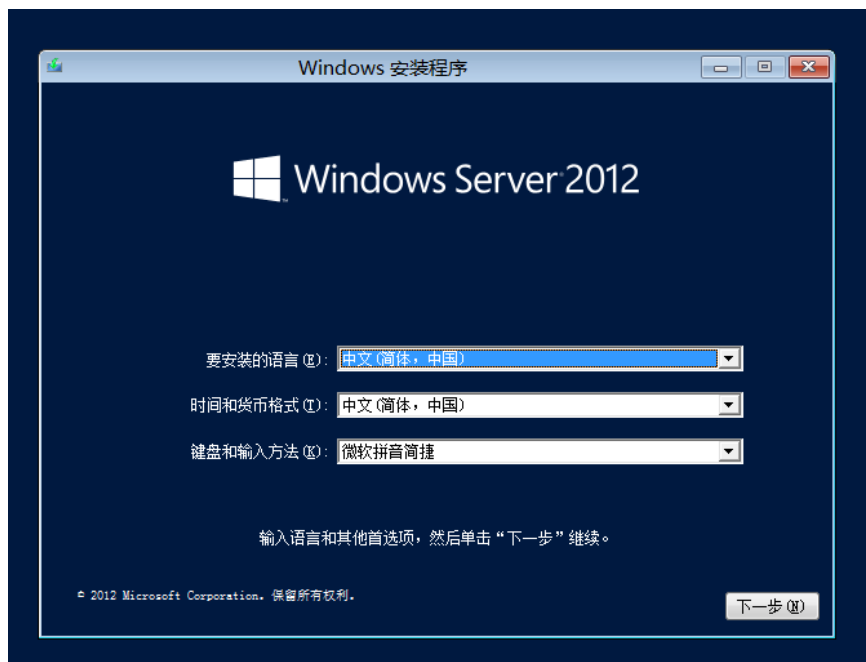 Windows 安装程序
Windows Server 2012
要安装的语言(E): 中文(简体，中国)
时间和货币格式(T): 中文(简体，中国)
键盘和输入方法(K): 微软拼音简捷
输入语言和其他首选项，然后单击“下一步”继续。
© 2012 Microsoft Corporation. 保留所有权利.
下一步(N)